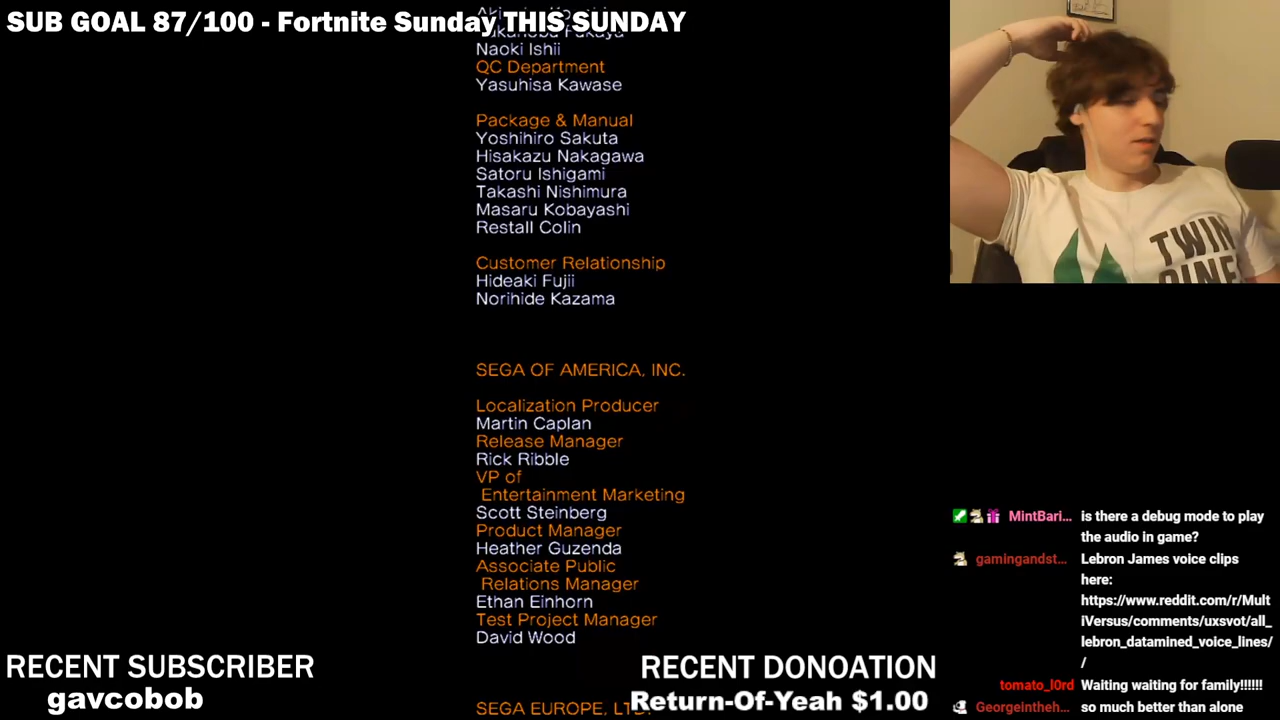 SUB GOAL 87/100 - Fortnite Sunday THIS SUNDAY
Naoki Ishii
QC Department
Yasuhisa Kawase
Package & Manual
Yoshihiro Sakuta
Hisakazu Nakagawa
Satoru Ishigami
Takashi Nishimura
Masaru Kobayashi
Restall Colin
Customer Relationship
Hideaki Fujii
Norihide Kazama
SEGA OF AMERICA, INC.
Localization Producer
Martin Caplan
Release Manager
Rick Ribble
VP of
Entertainment Marketing
Scott Steinberg
Product Manager
Heather Guzenda
Associate Public
Relations Manager
Ethan Einhorn
Test Project Manager
David Wood
SEGA EUROPE, LTD.
RECENT SUBSCRIBER
gavcobob
RECENT DONOATION
Return-Of-Yeah $1.00
TWIN
PINE
MintBari... is there a debug mode to play
the audio in game?
gamingandst... Lebron James voice clips
here:
https://www.reddit.com/r/Mult
iVersus/comments/uxsvot/all_
lebron_datamined_voice_lines/
/
tomato_l0rd Waiting waiting for family!!!!!!
GeorgeIntheh... so much better than alone